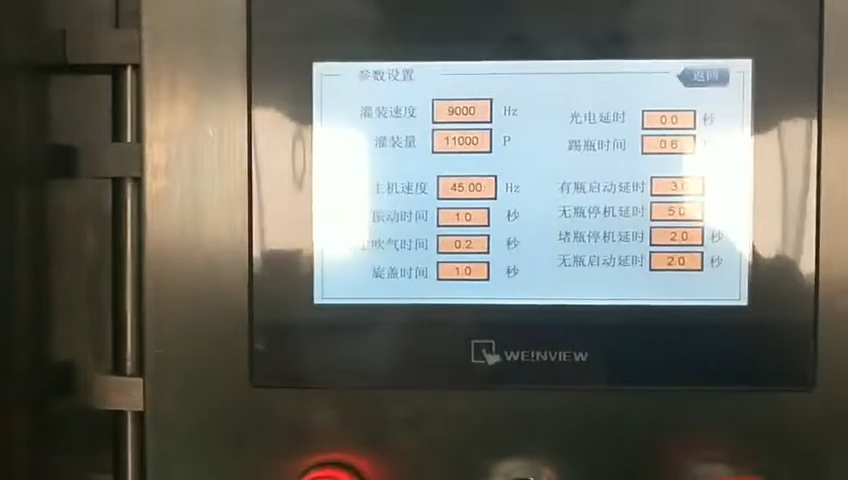 参数设置 返回
灌装速度 9000 Hz 光电延时 0.0 秒
灌装量 11000 P 踢瓶时间 0.6
主机速度 45.00 Hz 有瓶启动延时 3.0
振动时间 1.0 秒 无瓶停机延时 5.0
吹气时间 0.2 秒 堵瓶停机延时 2.0 秒
旋盖时间 1.0 秒 无瓶启动延时 2.0 秒
WEINVIEW